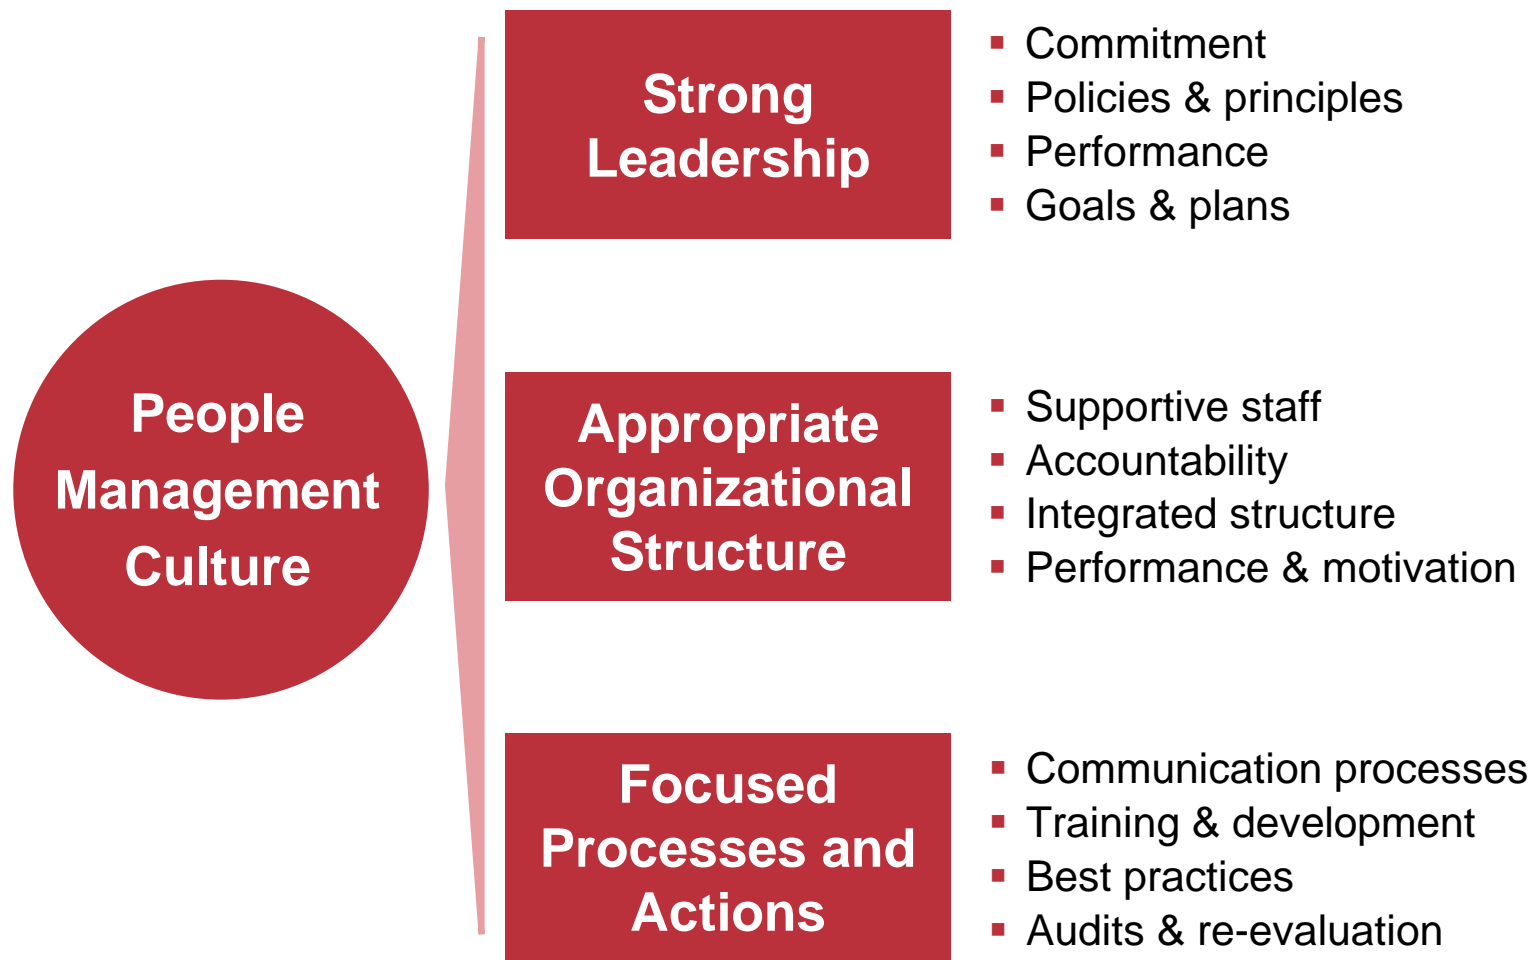 People
Management
Culture
Strong
Leadership
Commitment
Policies & principles
Performance
Goals & plans
Appropriate
Organizational
Structure
Supportive staff
Accountability
Integrated structure
Performance & motivation
Focused
Processes and
Actions
Communication processes
Training & development
Best practices
Audits & re-evaluation